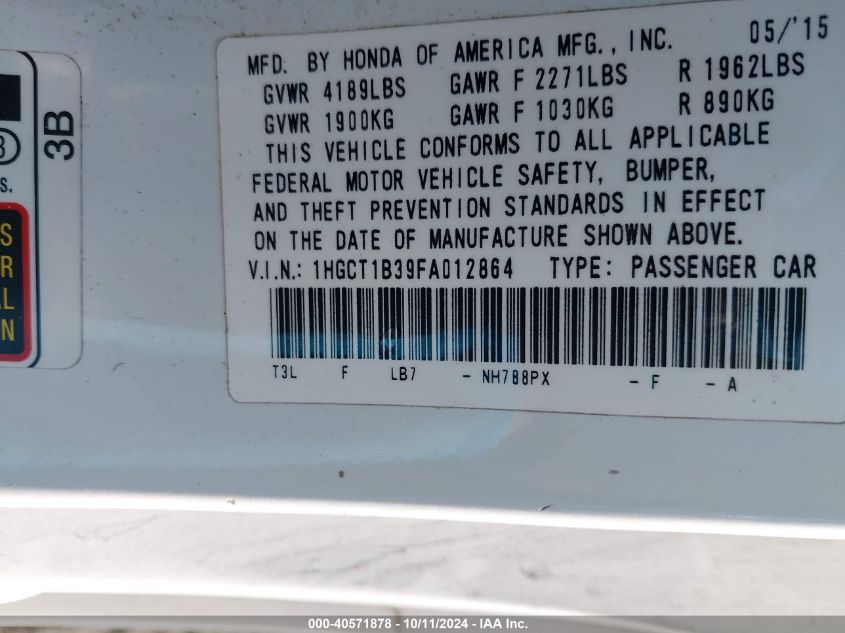 MFD. BY HONDA OF AMERICA MFG., INC. 05/'15
GVWR 4189LBS GAWR F 2271LBS R 1962LBS
GVWR 1900KG GAWR F 1030KG R 890KG
THIS VEHICLE CONFORMS TO ALL APPLICABLE
FEDERAL MOTOR VEHICLE SAFETY, BUMPER,
AND THEFT PREVENTION STANDARDS IN EFFECT
ON THE DATE OF MANUFACTURE SHOWN ABOVE.
V.I.N.: 1HGCT1B39FA012864 TYPE: PASSENGER CAR
T3L F LB7 - NH788PX - F - A
3B
S.
S
R
AL
N
000-40571878 - 10/11/2024 - IAA Inc.